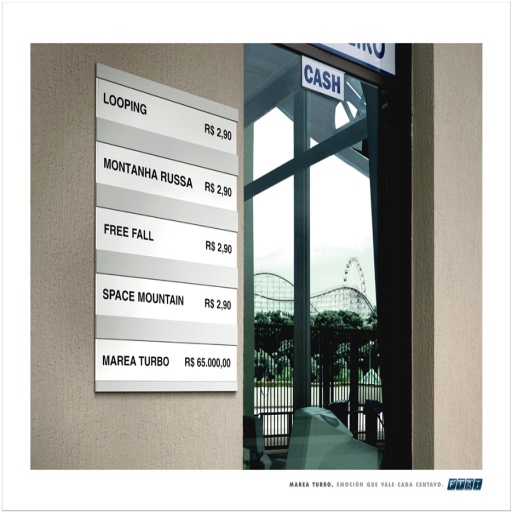 CASH
LOOPING R$ 2,90
MONTANHA RUSSA R$ 2,90
FREE FALL R$ 2,90
SPACE MOUNTAIN R$ 2,90
MAREA TURBO R$ 65.000,00
MAREA TURBO. EMOCIÓN QUE VALE CADA CENTAVO. FIAT